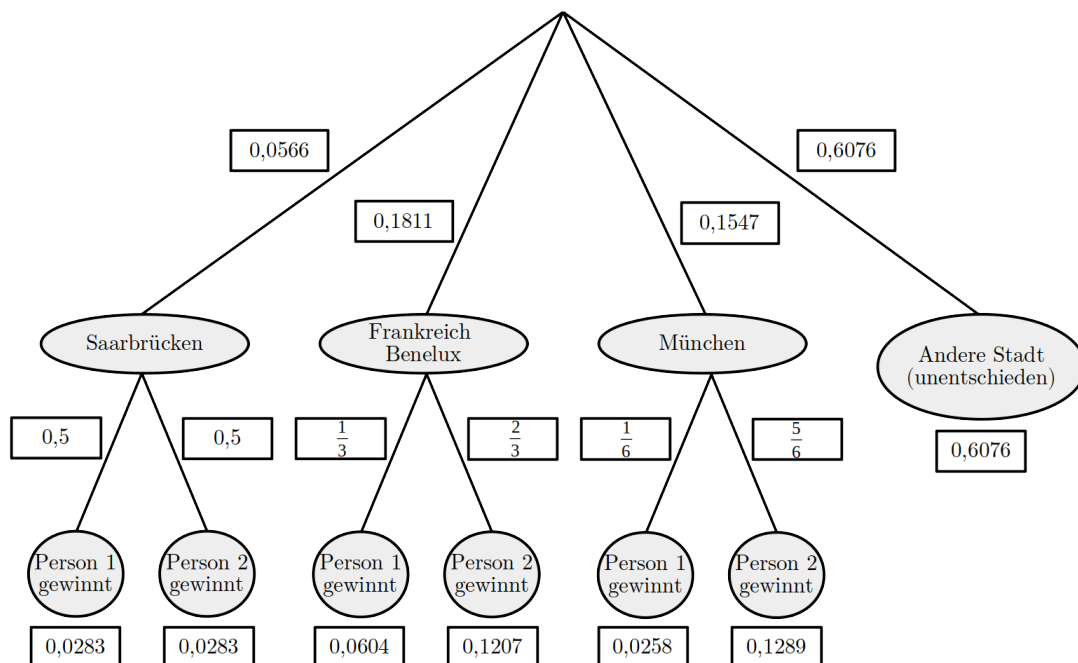 0,0566
0,6076
0,1811
0,1547
Saarbrücken
Frankreich
Benelux
München
Andere Stadt
(unentschieden)
0,5
0,5
1/3
2/3
1/6
5/6
0,6076
Person 1
gewinnt
Person 2
gewinnt
Person 1
gewinnt
Person 2
gewinnt
Person 1
gewinnt
Person 2
gewinnt
0,0283
0,0283
0,0604
0,1207
0,0258
0,1289